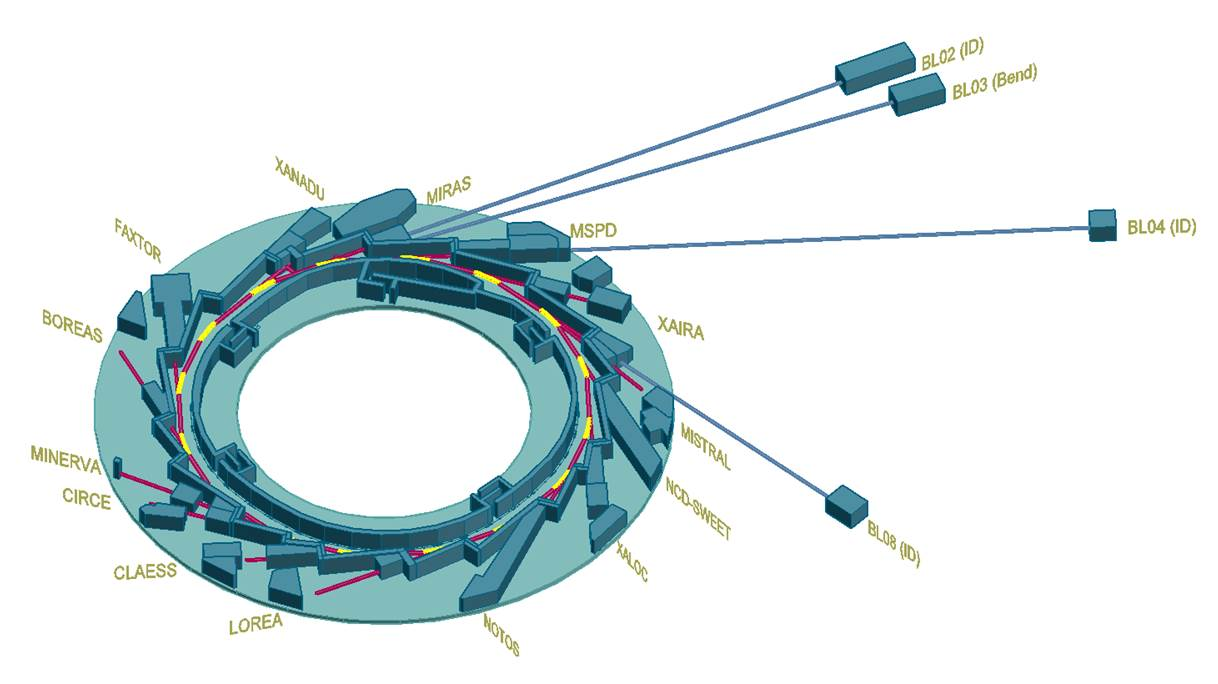 BL02 (ID)
BL03 (Bend)
XANADU
MIRAS
FAXTOR
MSPD
BL04 (ID)
BOREAS
XAIRA
MINERVA
MISTRAL
CIRCE
NCD-SWEET
BL08 (ID)
CLAESS
XALOC
LOREA
NOTOS